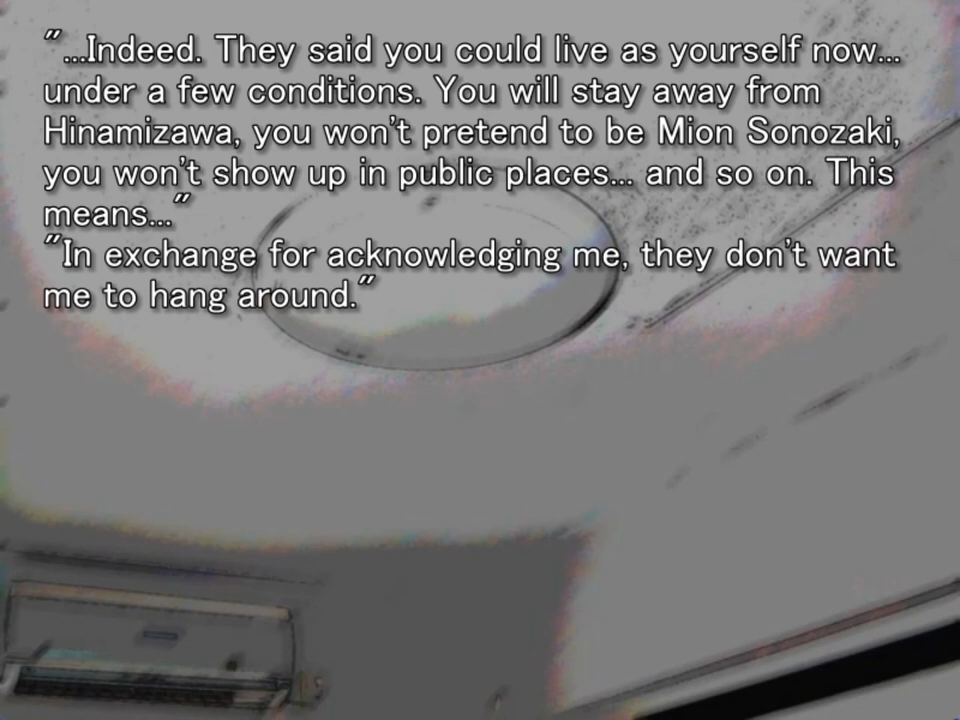 "...Indeed. They said you could live as yourself now...
under a few conditions. You will stay away from
Hinamizawa, you won't pretend to be Mion Sonozaki,
you won't show up in public places... and so on. This
means..."
"In exchange for acknowledging me, they don't want
me to hang around."